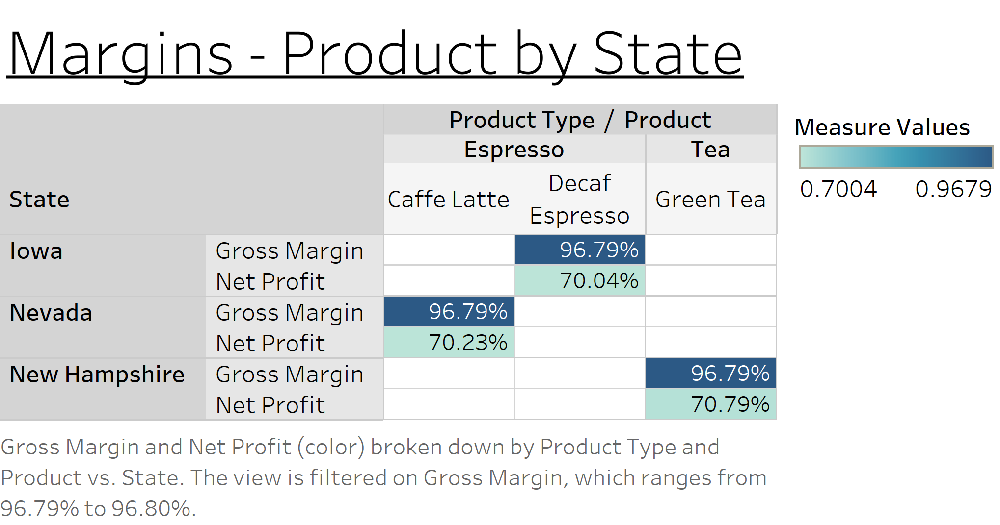 Margins - Product by State
Product Type / Product
Measure Values
Espresso Tea
0.7004 0.9679
State Caffe Latte Decaf Espresso Green Tea
Iowa Gross Margin 96.79%
Net Profit 70.04%
Nevada Gross Margin 96.79%
Net Profit 70.23%
New Hampshire Gross Margin 96.79%
Net Profit 70.79%
Gross Margin and Net Profit (color) broken down by Product Type and
Product vs. State. The view is filtered on Gross Margin, which ranges from
96.79% to 96.80%.